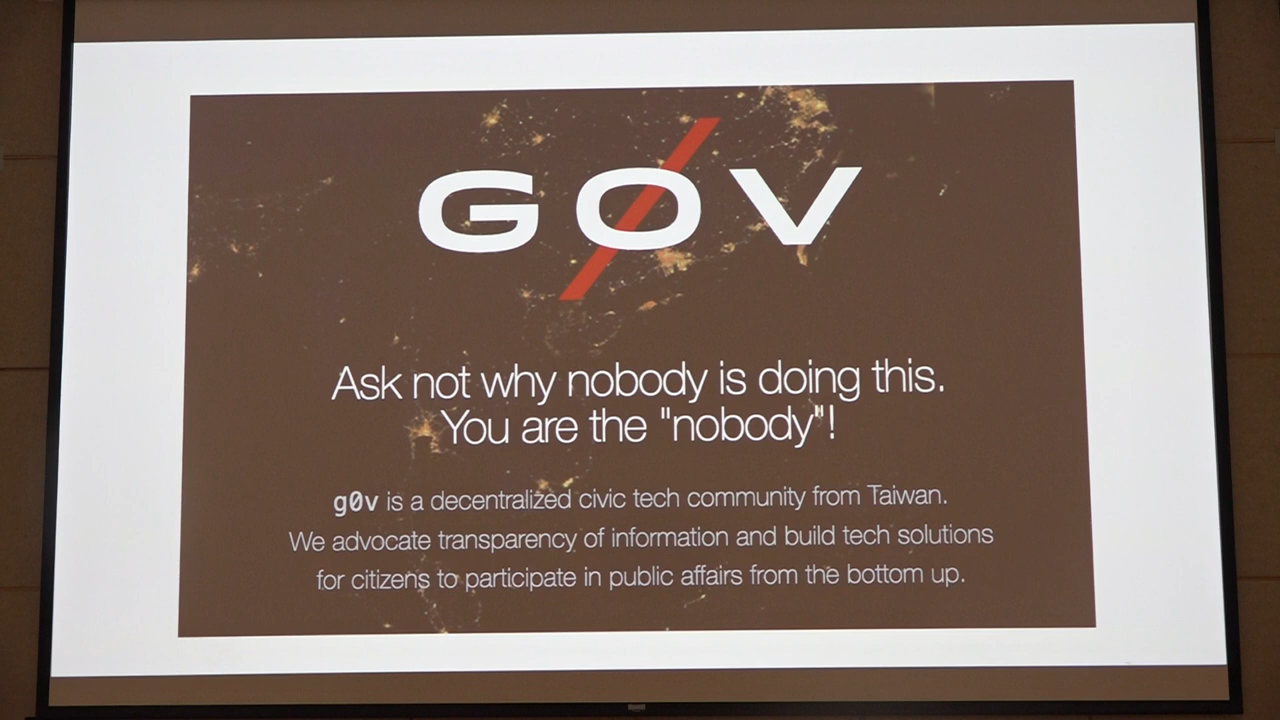 GOV
Ask not why nobody is doing this.
You are the "nobody"!
g0v is a decentralized civic tech community from Taiwan.
We advocate transparency of information and build tech solutions
for citizens to participate in public affairs from the bottom up.